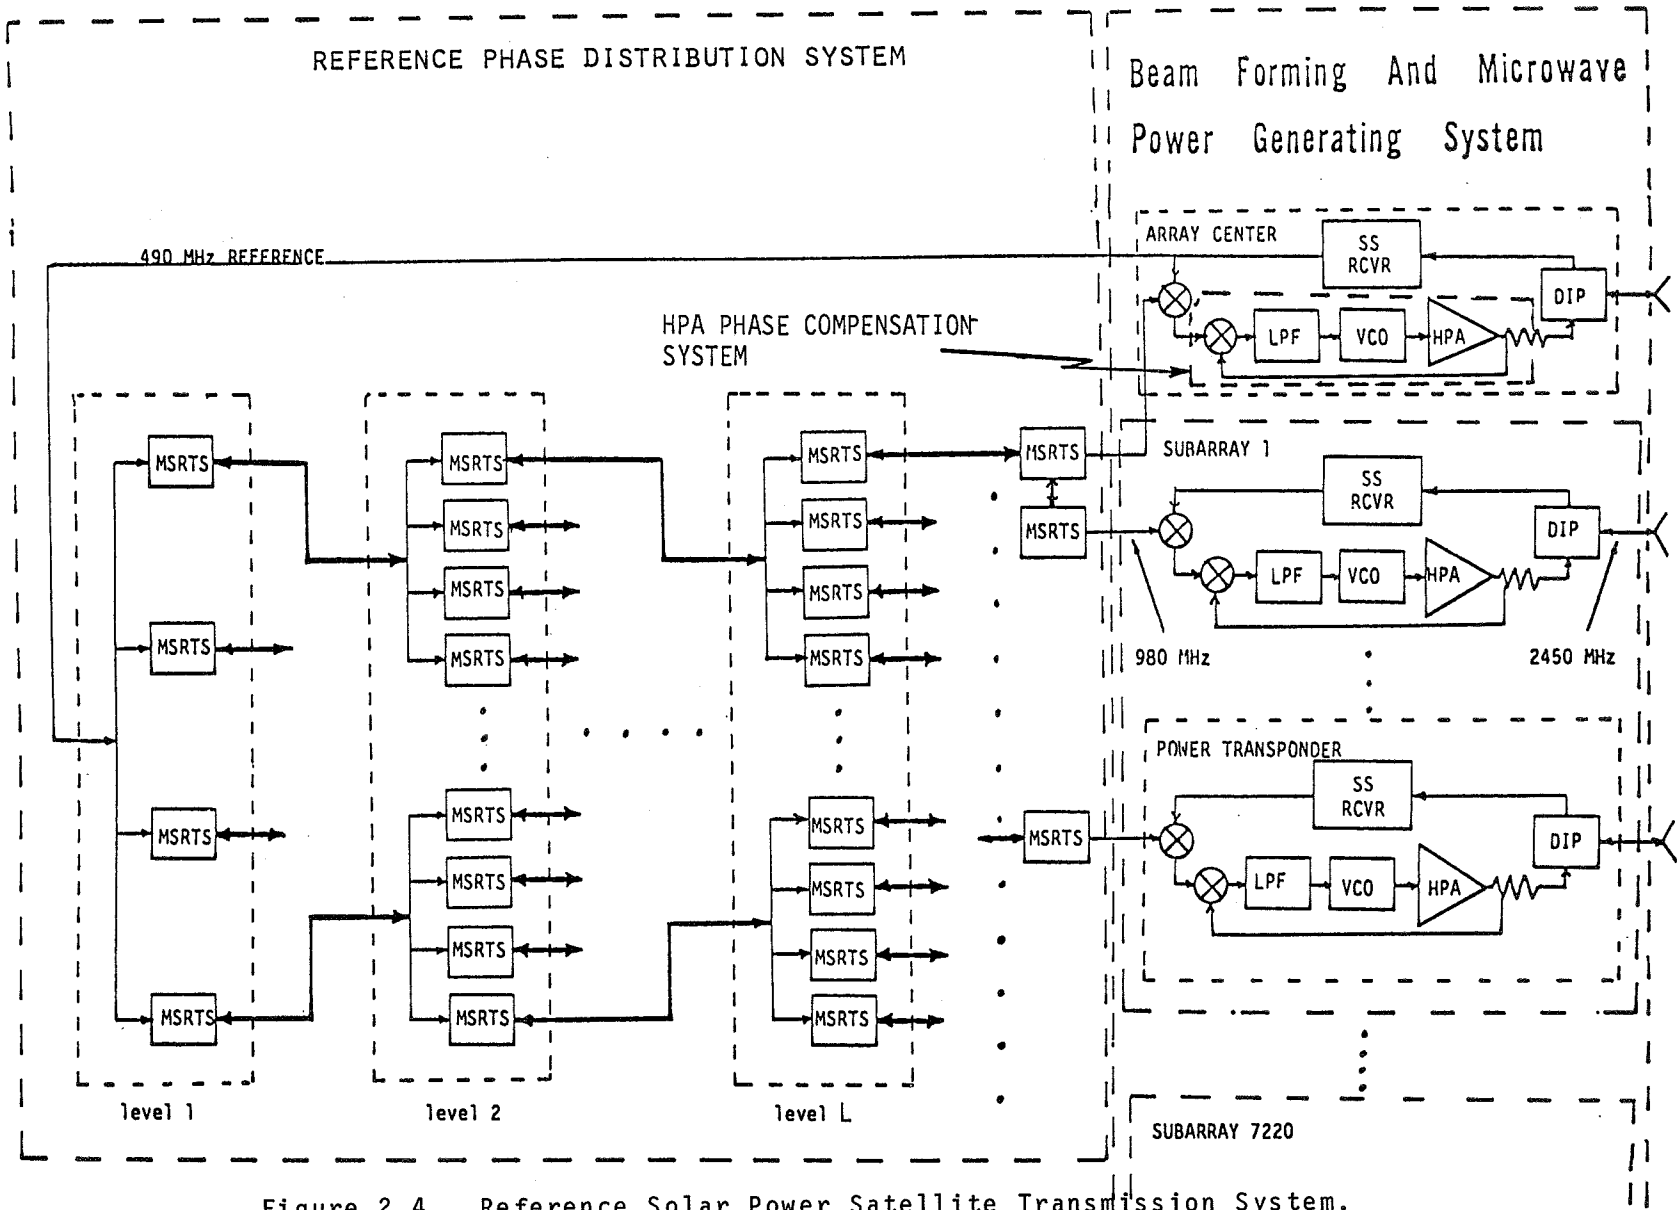 REFERENCE PHASE DISTRIBUTION SYSTEM
Beam Forming And Microwave
Power Generating System
490 MHz REFERENCE
ARRAY CENTER
SS
RCVR
DIP
LPF
VCO
HPA
HPA PHASE COMPENSATION
SYSTEM
MSRTS
MSRTS
MSRTS
MSRTS
level 1
MSRTS
MSRTS
MSRTS
MSRTS
MSRTS
MSRTS
MSRTS
MSRTS
level 2
MSRTS
MSRTS
MSRTS
MSRTS
MSRTS
MSRTS
MSRTS
MSRTS
level L
MSRTS
MSRTS
MSRTS
SUBARRAY 1
SS
RCVR
DIP
LPF
VCO
HPA
980 MHz
2450 MHz
POWER TRANSPONDER
SS
RCVR
DIP
LPF
VCO
HPA
SUBARRAY 7220
Figure 2.4 Reference Solar Power Satellite Transmission System.